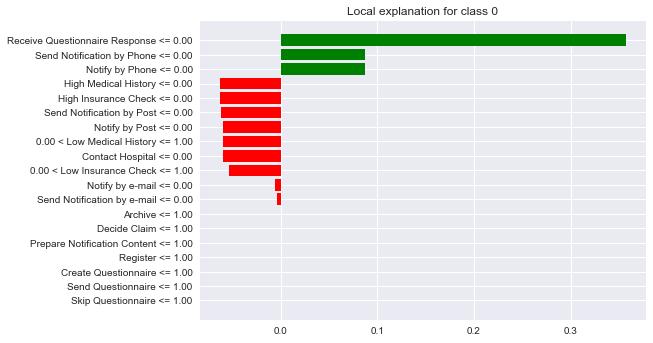 Local explanation for class 0
Receive Questionnaire Response <= 0.00
Send Notification by Phone <= 0.00
Notify by Phone <= 0.00
High Medical History <= 0.00
High Insurance Check <= 0.00
Send Notification by Post <= 0.00
Notify by Post <= 0.00
0.00 < Low Medical History <= 1.00
Contact Hospital <= 0.00
0.00 < Low Insurance Check <= 1.00
Notify by e-mail <= 0.00
Send Notification by e-mail <= 0.00
Archive <= 1.00
Decide Claim <= 1.00
Prepare Notification Content <= 1.00
Register <= 1.00
Create Questionnaire <= 1.00
Send Questionnaire <= 1.00
Skip Questionnaire <= 1.00
0.0 0.1 0.2 0.3